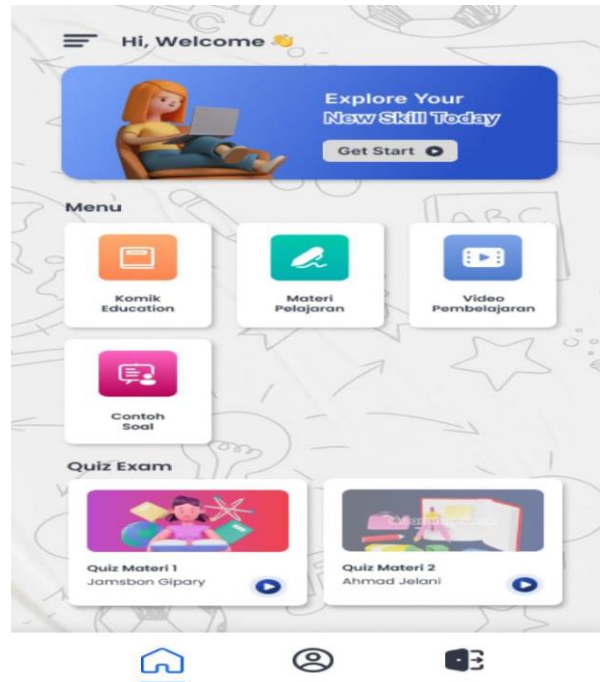 Hi, Welcome 👋
Explore Your
New Skill Today
Get Start
Menu
ABC
Komik
Education
Materi
Pelajaran
Video
Pembelajaran
Contoh
Soal
Quiz Exam
Quiz Materi 1
Jamsbon Gipary
Quiz Materi 2
Ahmad Jelani